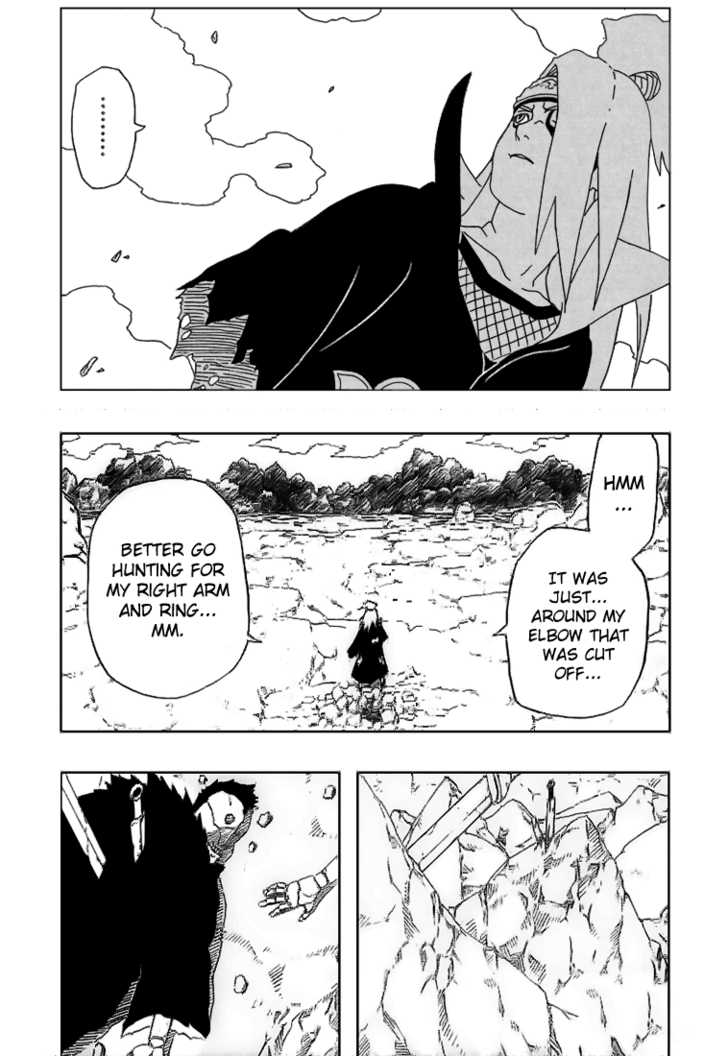 .........
HMM
...
IT WAS
JUST...
AROUND MY
ELBOW THAT
WAS CUT
OFF...
BETTER GO
HUNTING FOR
MY RIGHT ARM
AND RING...
MM.